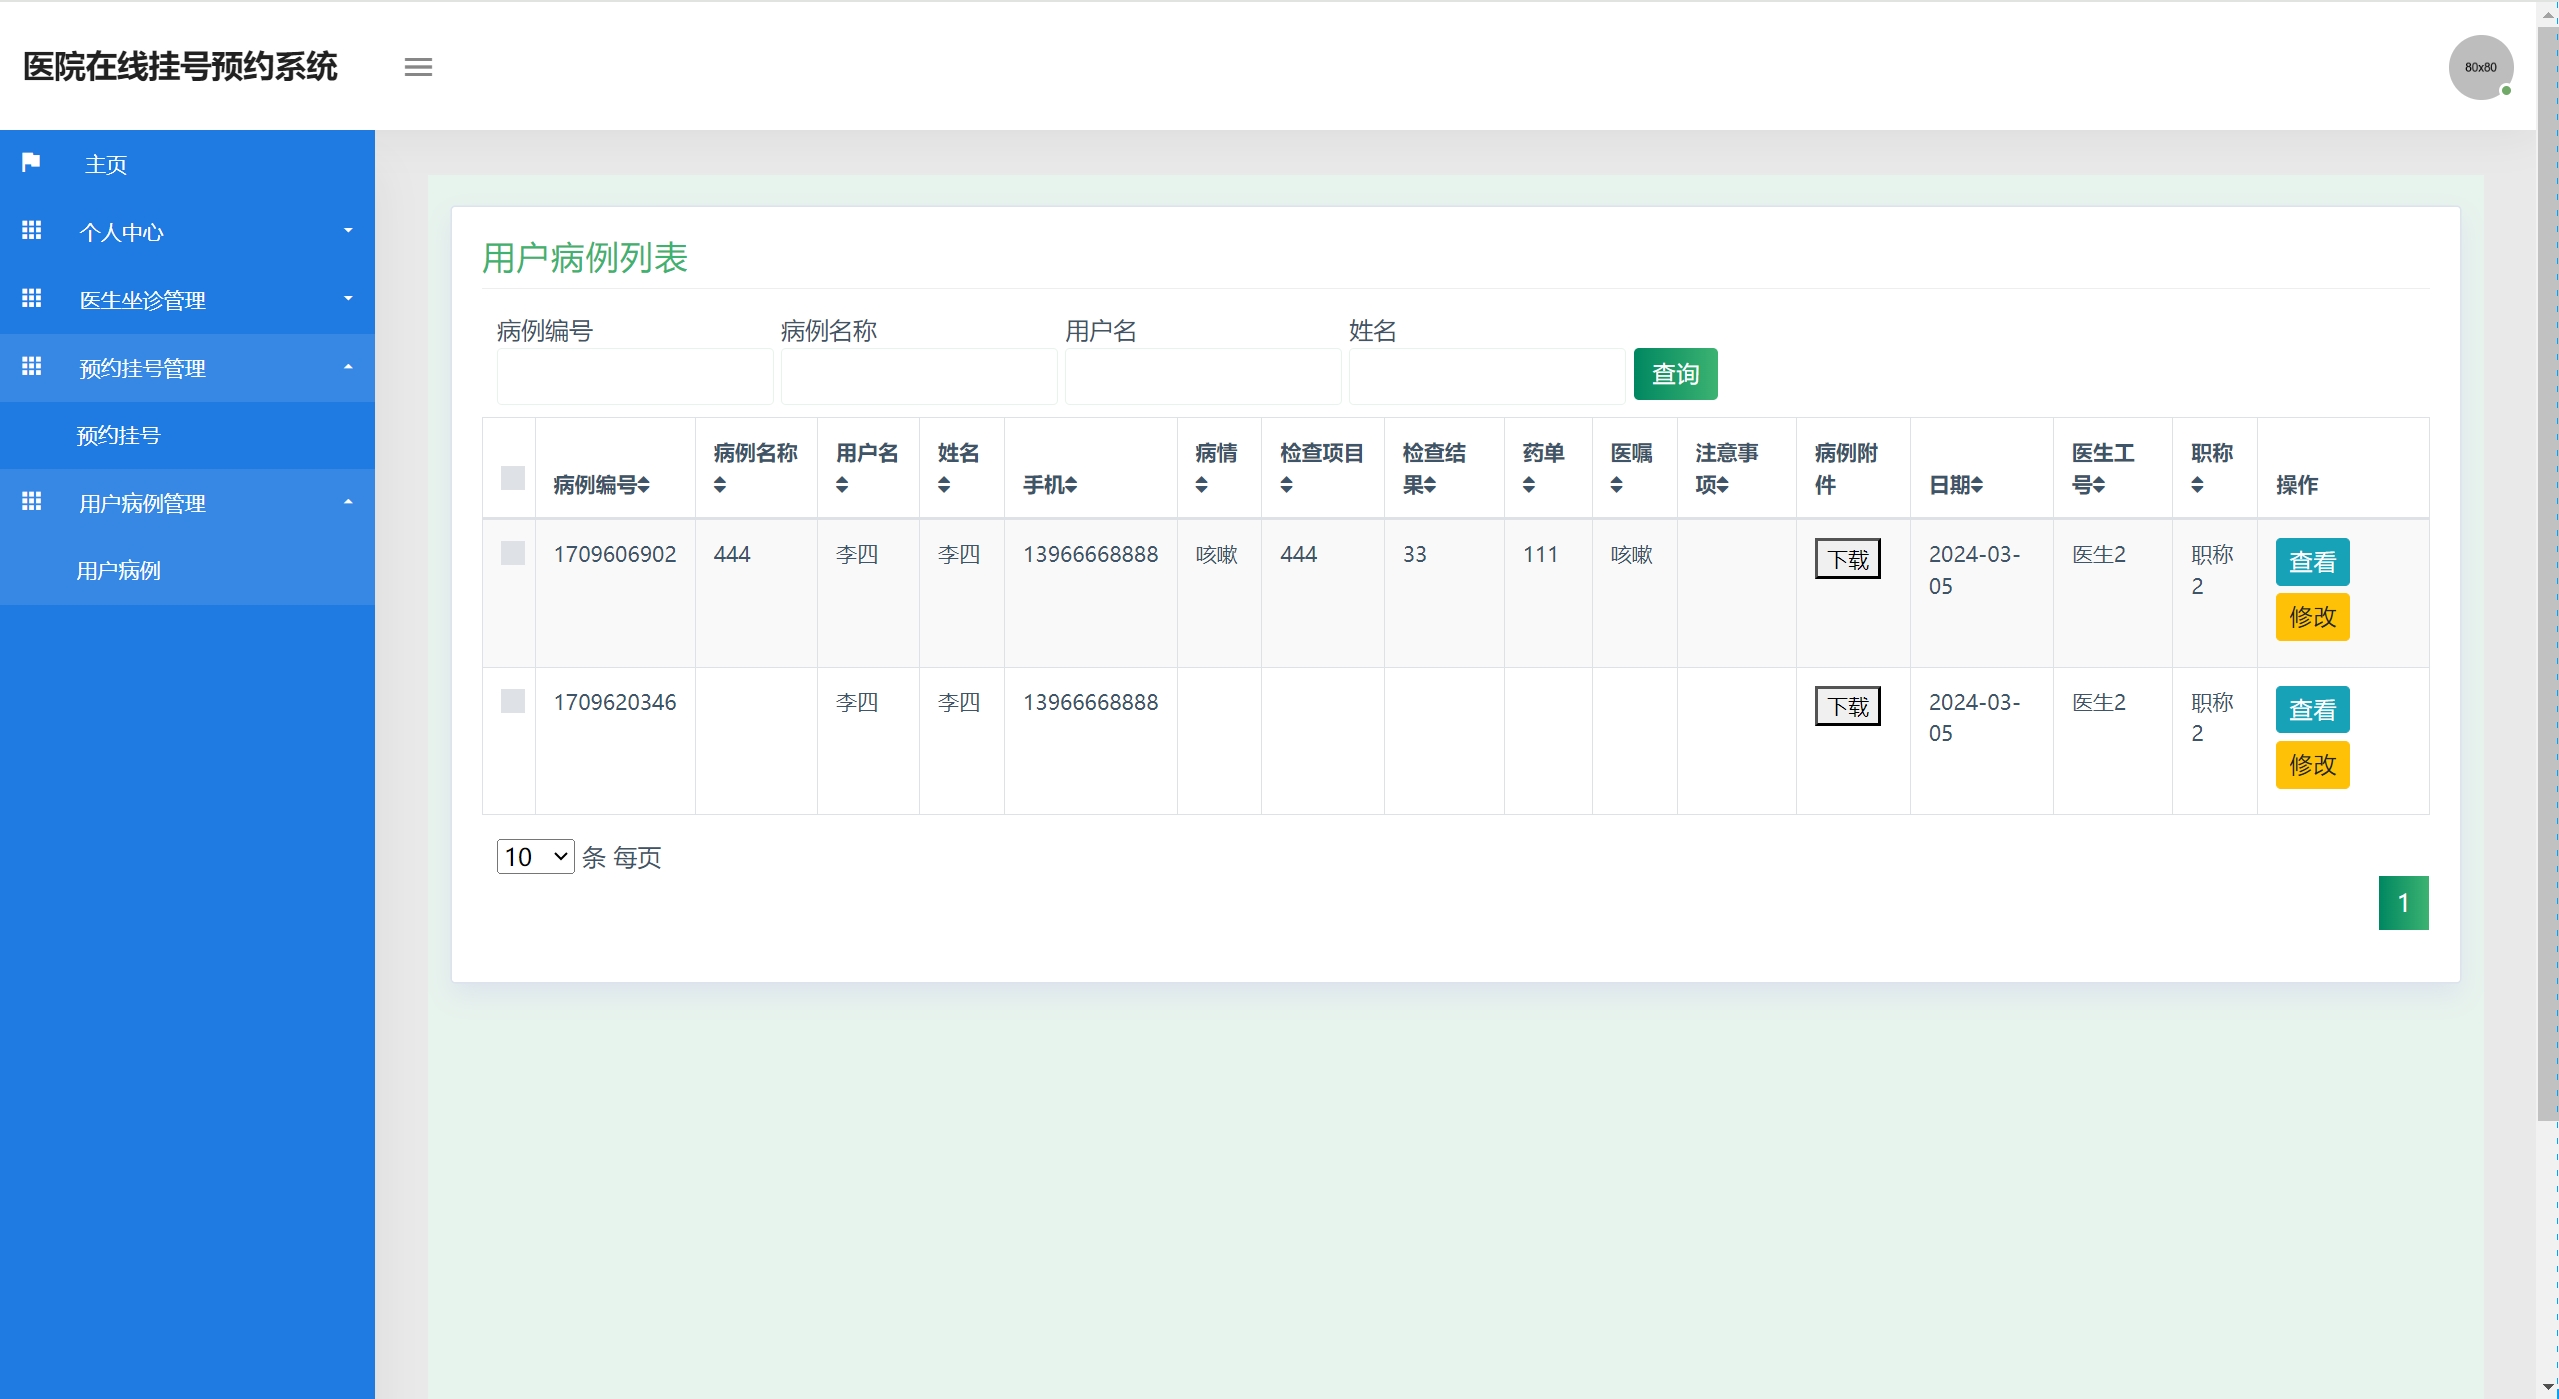 医院在线挂号预约系统
80x80
主页
个人中心
医生坐诊管理
预约挂号管理
预约挂号
用户病例管理
用户病例
用户病例列表
病例编号 病例名称 用户名 姓名
查询
病例编号 病例名称 用户名 姓名 手机 病情 检查项目 检查结果 药单 医嘱 注意事项 病例附件 日期 医生工号 职称 操作
1709606902 444 李四 李四 13966668888 咳嗽 444 33 111 咳嗽 下载 2024-03-05 医生2 职称2 查看
修改
1709620346 李四 李四 13966668888 下载 2024-03-05 医生2 职称2 查看
修改
10 条 每页
1